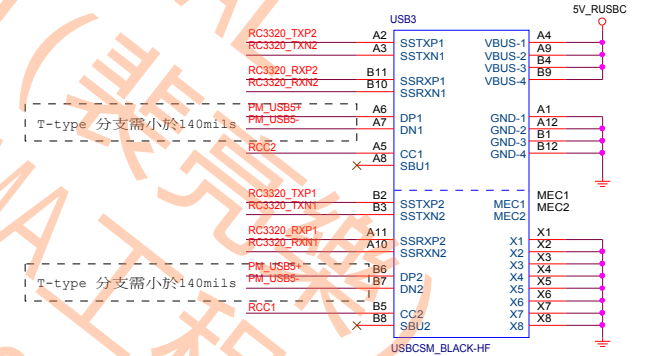 5V_RUSBC
USB3
RC3320_TXP2 A2 SSTXP1 VBUS-1 A4
RC3320_TXN2 A3 SSTXN1 VBUS-2 A9
VBUS-3 B4
RC3320_RXP2 B11 SSRXP1 VBUS-4 B9
RC3320_RXN2 B10 SSRXN1
PM_USB5+ A6 DP1 GND-1 A1
T-type 分支需小於140mils PM_USB5- A7 DN1 GND-2 A12
GND-3 B1
RCC2 A5 CC1 GND-4 B12
A8 SBU1
RC3320_TXP1 B2 SSTXP2 MEC1 MEC1
RC3320_TXN1 B3 SSTXN2 MEC2 MEC2
RC3320_RXP1 A11 SSRXP2 X1 X1
RC3320_RXN1 A10 SSRXN2 X2 X2
X3 X3
PM_USB5+ B6 DP2 X4 X4
T-type 分支需小於140mils PM_USB5- B7 DN2 X5 X5
X6 X6
RCC1 B5 CC2 X7 X7
B8 SBU2 X8 X8
USBCSM_BLACK-HF